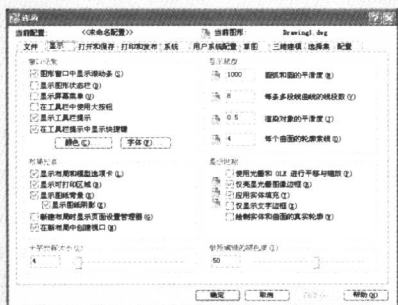 选项
当前配置: <<未命名配置>> 当前图形: Drawing1.dwg
文件 显示 打开和保存 打印和发布 系统 用户系统配置 草图 三维建模 选择集 配置
窗口元素
图形窗口中显示滚动条(S)
显示图形状态栏(D)
显示屏幕菜单(U)
在工具栏中使用大按钮
显示工具栏提示
在工具栏提示中显示快捷键
颜色(C)... 字体(F)...
布局元素
显示布局和模型选项卡(L)
显示可打印区域(B)
显示图纸背景(K)
显示图纸阴影(E)
新建布局时显示页面设置管理器(G)
在新布局中创建视口(N)
十字光标大小(Z)
4
显示精度
1000 圆弧和圆的平滑度(A)
8 每条多段线曲线的线段数(V)
0.5 渲染对象的平滑度(J)
4 每个曲面的轮廓素线(O)
显示性能
使用光栅和 OLE 进行平移与缩放(P)
仅亮显光栅图像边框(R)
应用实体填充(Y)
仅显示文字边框(X)
绘制实体和曲面的真实轮廓(W)
参照编辑的褪色度(I)
50
确定 取消 帮助(H)